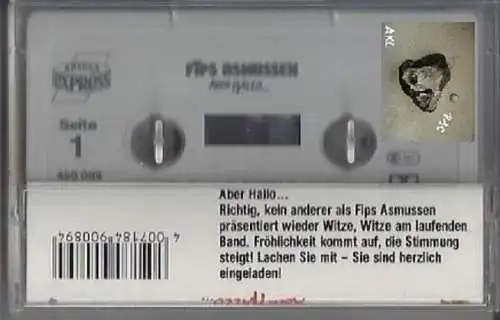 EXPRESS
FIPS ASMUSSEN
Seite
1
Aber Hallo...
Richtig, kein anderer als Fips Asmussen
präsentiert wieder Witze, Witze am laufenden
Band. Fröhlichkeit kommt auf, die Stimmung
steigt! Lachen Sie mit – Sie sind herzlich
eingeladen!
4 007184 900894